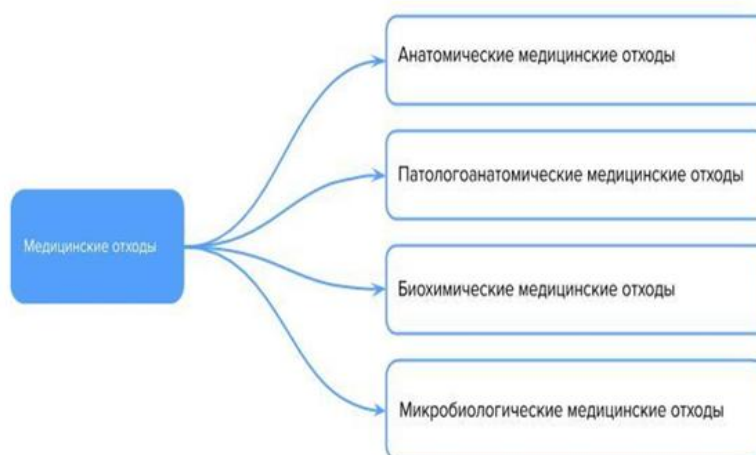 Анатомические медицинские отходы
Патологоанатомические медицинские отходы
Медицинские отходы
Биохимические медицинские отходы
Микробиологические медицинские отходы